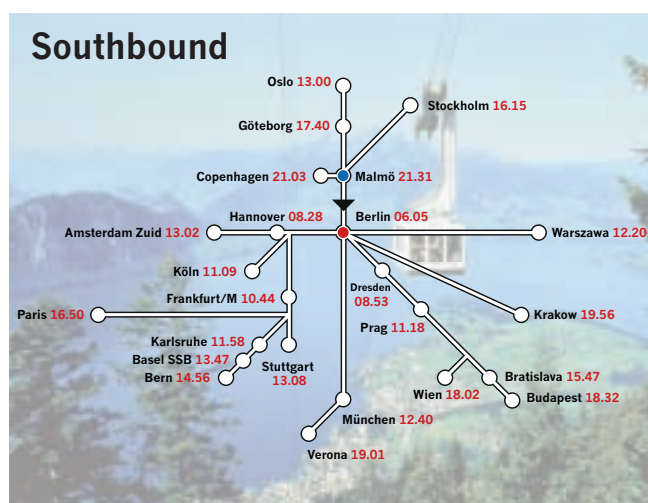 Southbound
Oslo 13.00
Stockholm 16.15
Göteborg 17.40
Copenhagen 21.03
Malmö 21.31
Hannover 08.28
Berlin 06.05
Amsterdam Zuid 13.02
Warszawa 12.20
Köln 11.09
Dresden
08.53
Frankfurt/M 10.44
Paris 16.50
Krakow 19.56
Prag 11.18
Karlsruhe 11.58
Basel SSB 13.47
Bern 14.56
Stuttgart
13.08
Bratislava 15.47
Wien 18.02
Budapest 18.32
München 12.40
Verona 19.01